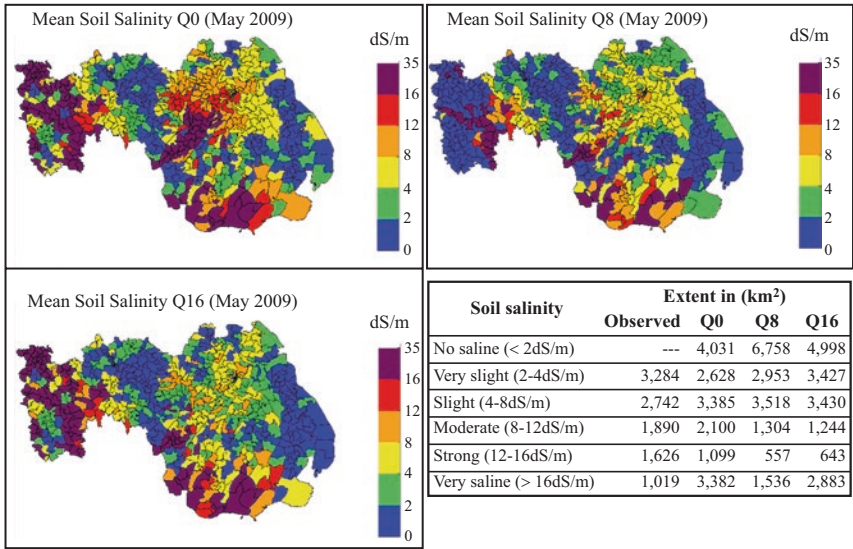 Mean Soil Salinity Q0 (May 2009)
dS/m
35
16
12
8
4
2
0
Mean Soil Salinity Q8 (May 2009)
dS/m
35
16
12
8
4
2
0
Mean Soil Salinity Q16 (May 2009)
dS/m
35
16
12
8
4
2
0
Soil salinity Extent in (km²)
Observed Q0 Q8 Q16
No saline (< 2dS/m) --- 4,031 6,758 4,998
Very slight (2-4dS/m) 3,284 2,628 2,953 3,427
Slight (4-8dS/m) 2,742 3,385 3,518 3,430
Moderate (8-12dS/m) 1,890 2,100 1,304 1,244
Strong (12-16dS/m) 1,626 1,099 557 643
Very saline (> 16dS/m) 1,019 3,382 1,536 2,883